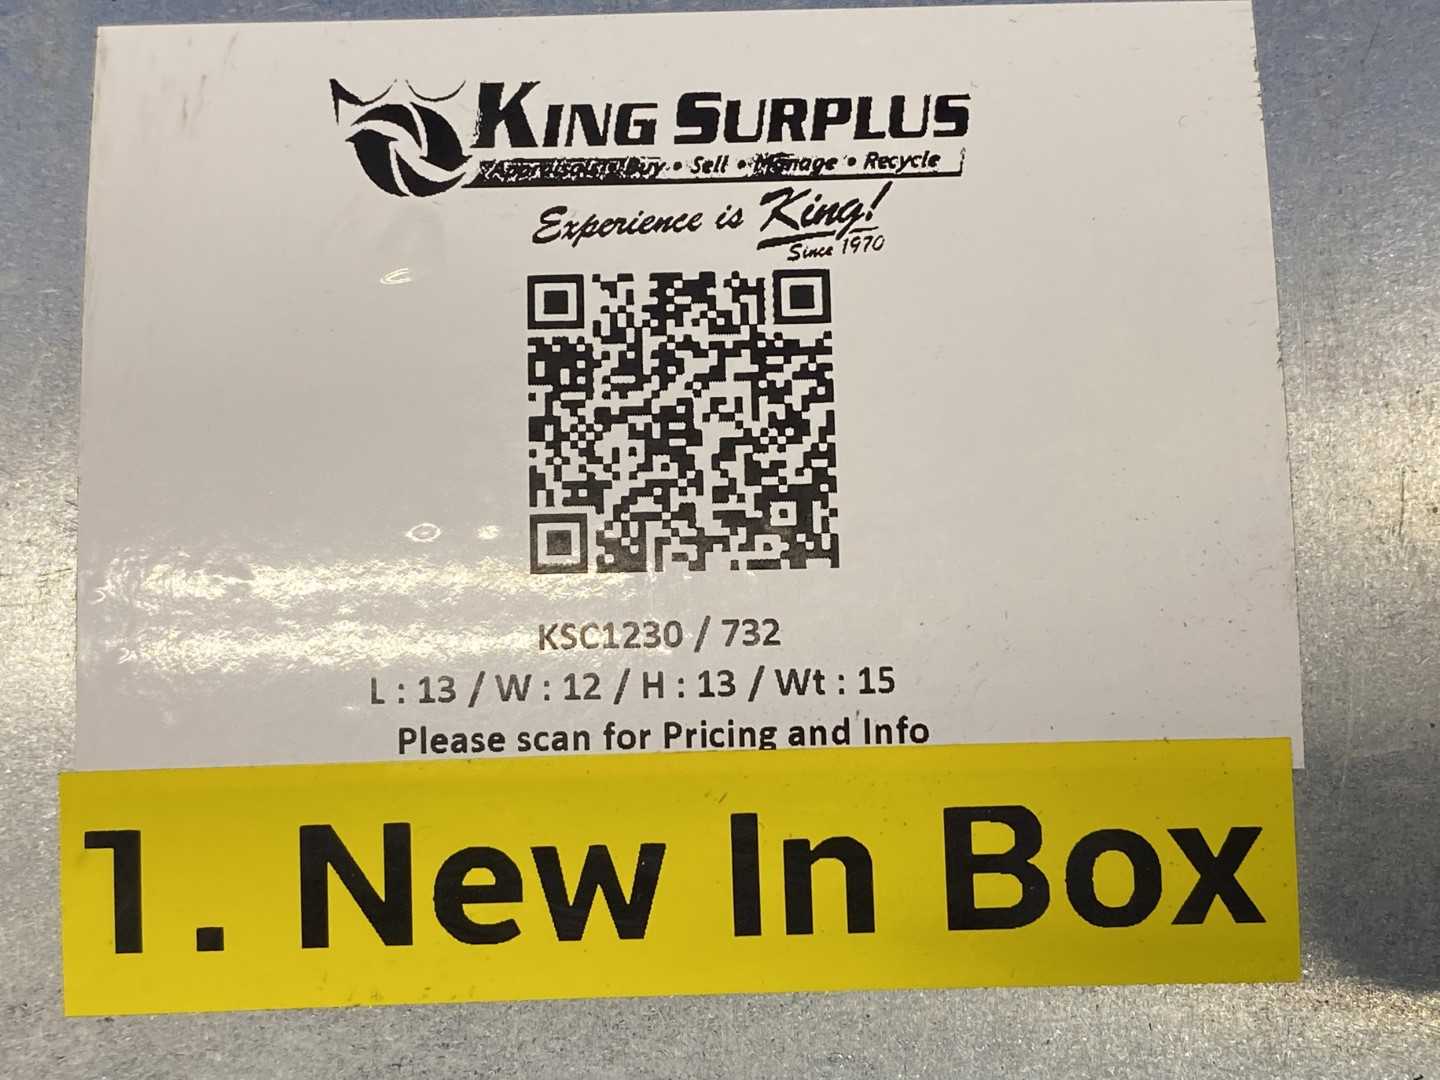 KING SURPLUS
Buy • Sell • Manage • Recycle
Experience is King!
Since 1970
KSC1230 / 732
L : 13 / W : 12 / H : 13 / Wt : 15
Please scan for Pricing and Info
1. New In Box